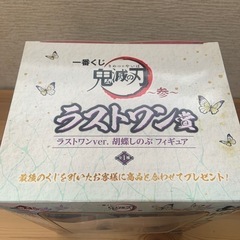 一番くじ
鬼滅の刃
～参～
ラストワン賞
ラストワンver. 胡蝶しのぶ フィギュア
全1種
最後のくじを引いたお客様に商品と合わせてプレゼント!